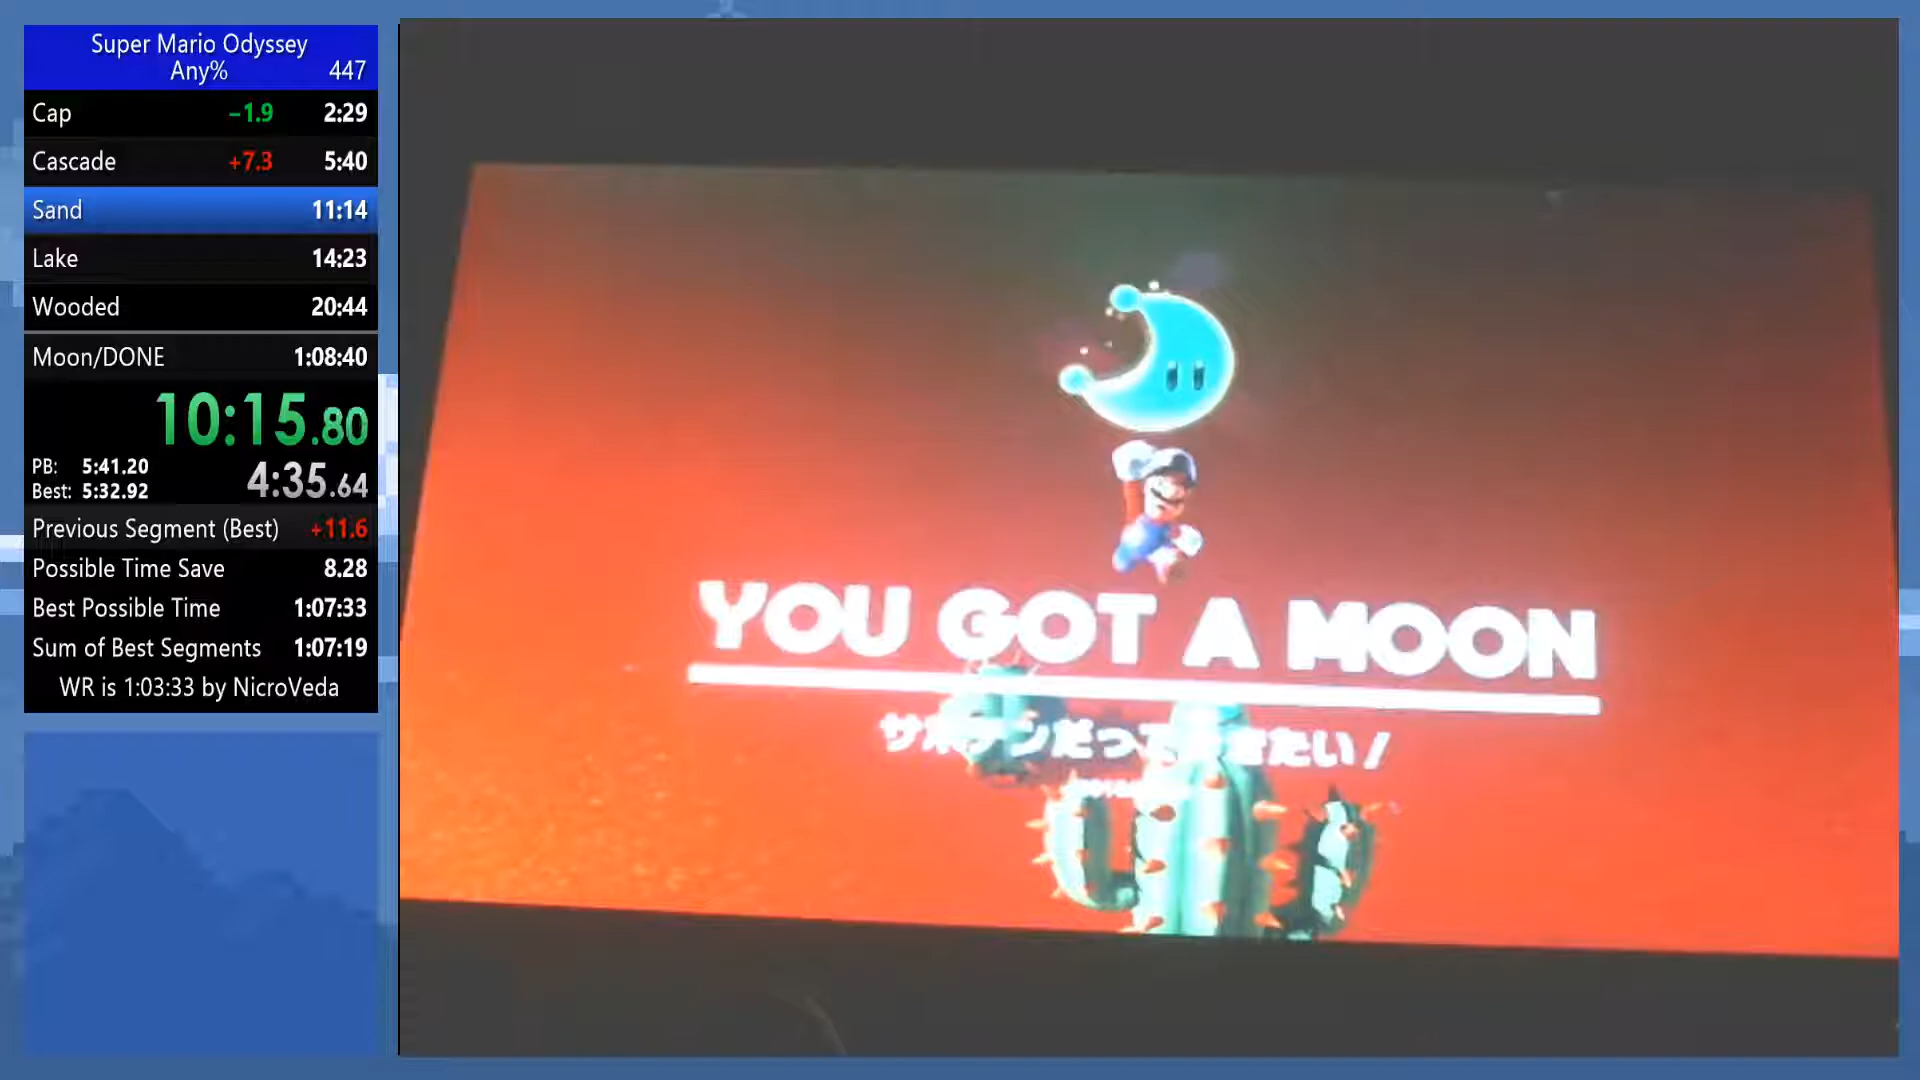 Super Mario Odyssey
Any% 447
Cap -1.9 2:29
Cascade +7.3 5:40
Sand 11:14
Lake 14:23
Wooded 20:44
Moon/DONE 1:08:40
10:15.80
PB: 5:41.20
Best: 5:32.92
4:35.64
Previous Segment (Best) +11.6
Possible Time Save 8.28
Best Possible Time 1:07:33
Sum of Best Segments 1:07:19
WR is 1:03:33 by NicroVeda
YOU GOT A MOON